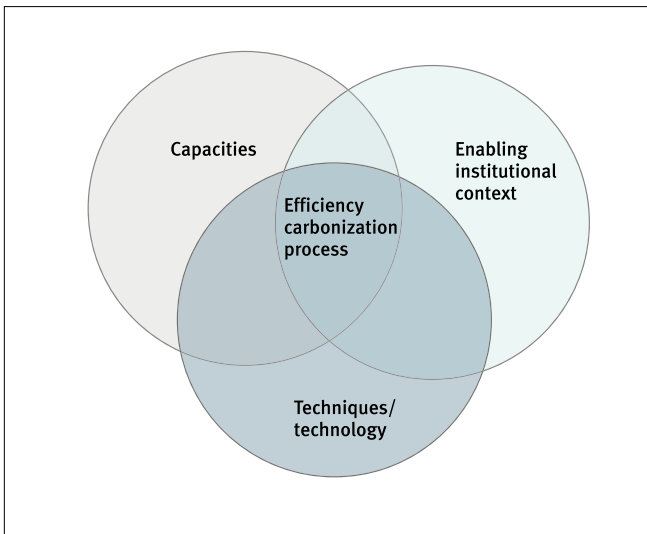 Capacities
Enabling
institutional
context
Efficiency
carbonization
process
Techniques/
technology